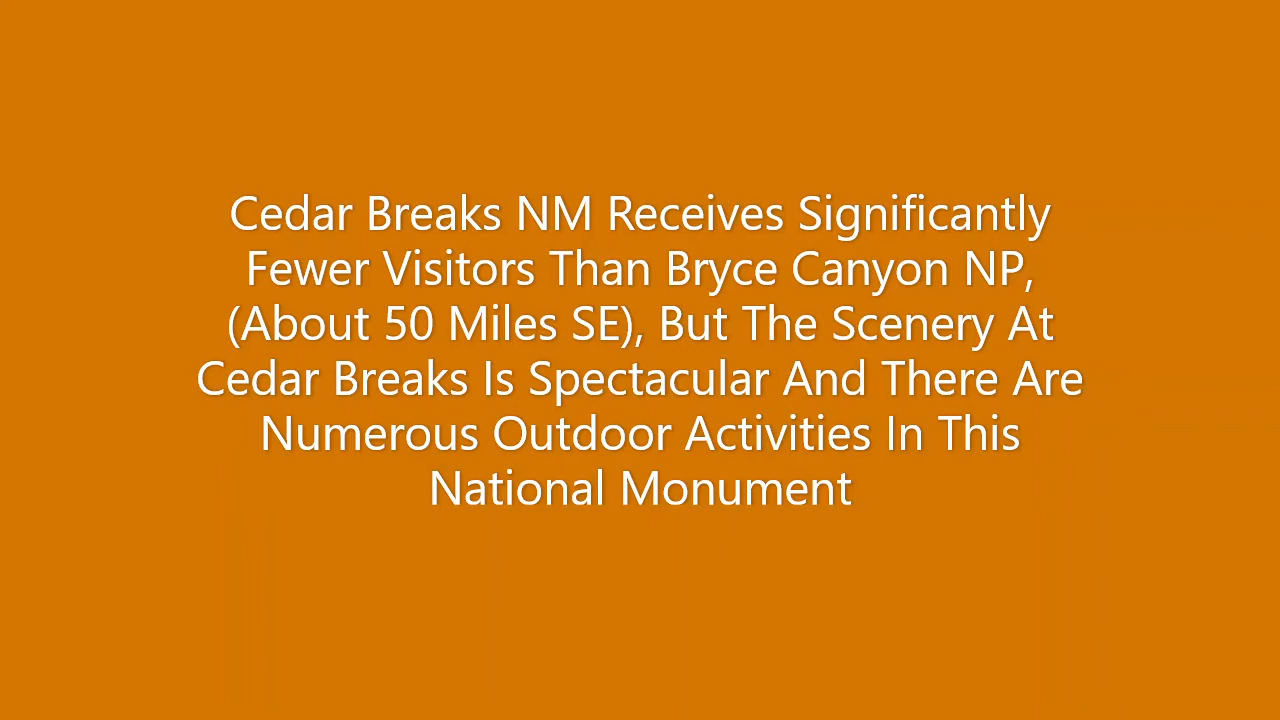 Cedar Breaks NM Receives Significantly
Fewer Visitors Than Bryce Canyon NP,
(About 50 Miles SE), But The Scenery At
Cedar Breaks Is Spectacular And There Are
Numerous Outdoor Activities In This
National Monument